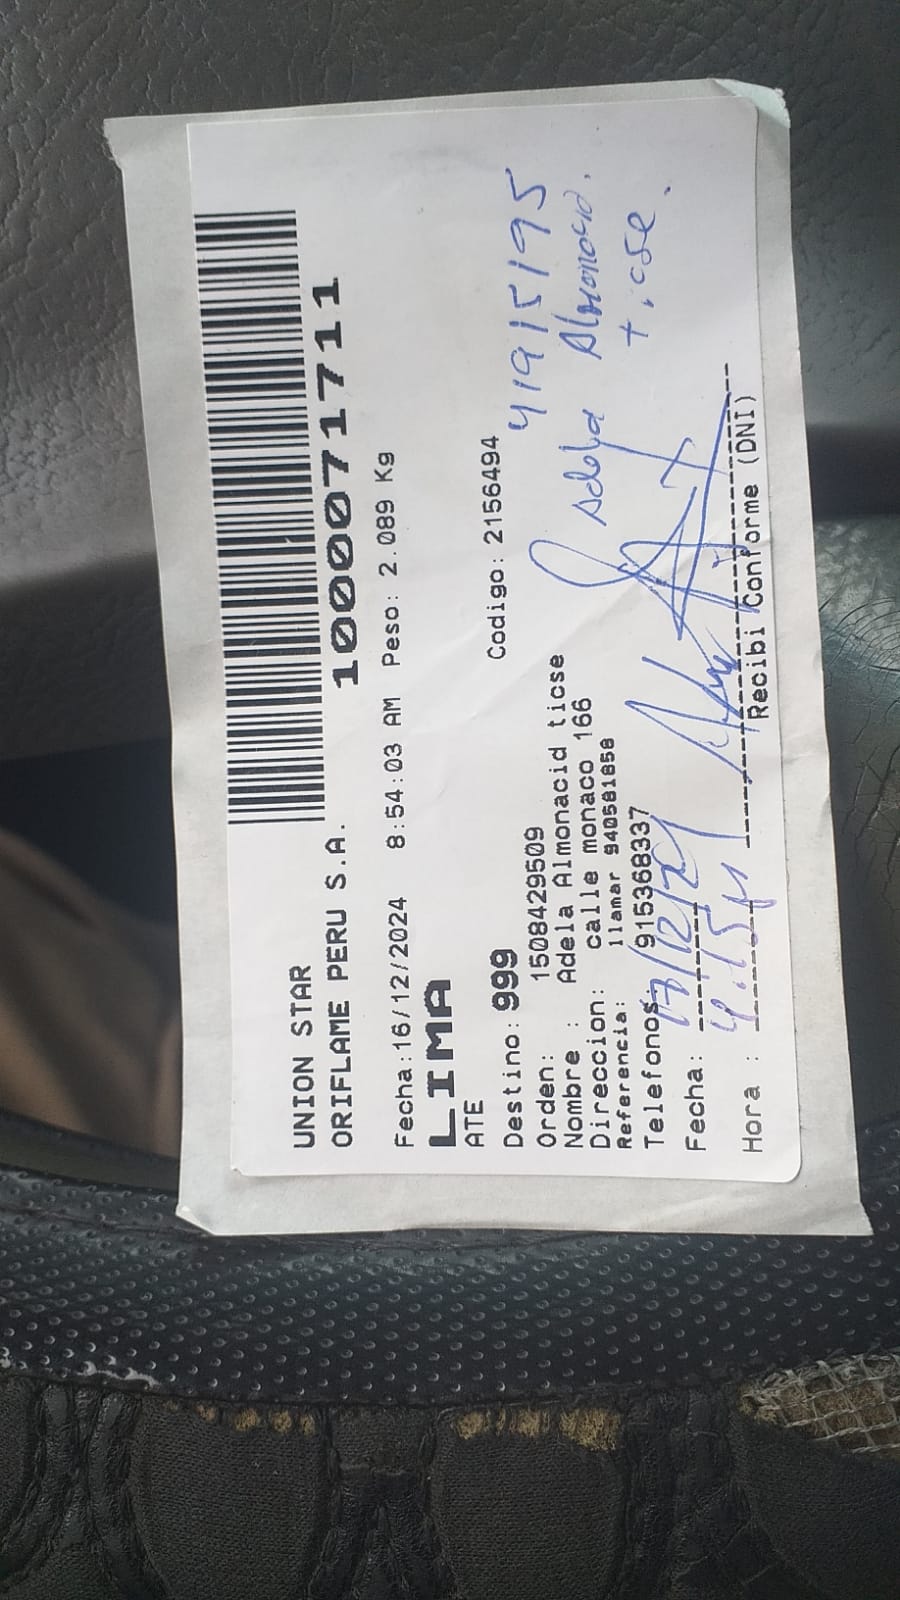 UNION STAR
ORIFLAME PERU S.A.
1000071711
Fecha:16/12/2024 8:54:03 AM Peso: 2.089 Kg
LIMA
ATE
Destino: 999 Codigo: 2156494
41915195
Orden: 1508429509
Nombre : Adela Almonacid ticse
Adela Almonacid
ticse.
Direccion: calle monaco 166
Referencia: llamar 940581858
Telefonos: 915368337
Fecha: 17/12/24
Hora : 4:15
Recibi Conforme (DNI)